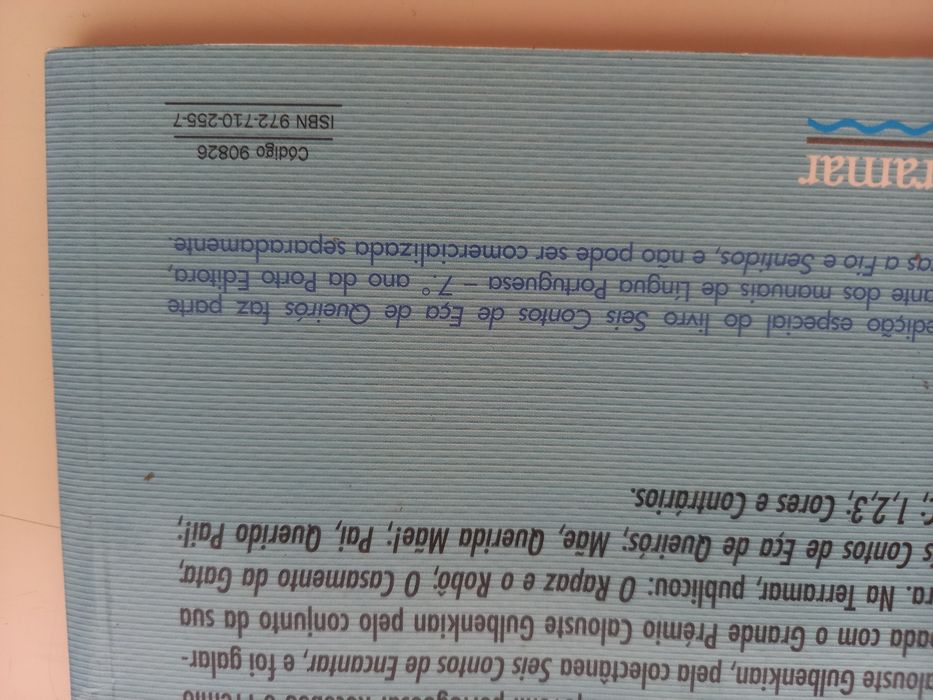 alouste Gulbenkian, pela colectânea Seis Contos de Encantar, e foi galar-
oada com o Grande Prémio Calouste Gulbenkian pelo conjunto da sua
ra. Na Terramar, publicou: O Rapaz e o Robô; O Casamento da Gata;
s Contos de Eça de Queirós; Mãe, Querida Mãe!; Pai, Querido Pai!;
C; 1,2,3; Cores e Contrários.
edição especial do livro Seis Contos de Eça de Queirós faz parte
ante dos manuais de Língua Portuguesa – 7.º ano da Porto Editora,
as a Fio e Sentidos, e não pode ser comercializada separadamente.
ramar
Código 90826
ISBN 972-710-255-7